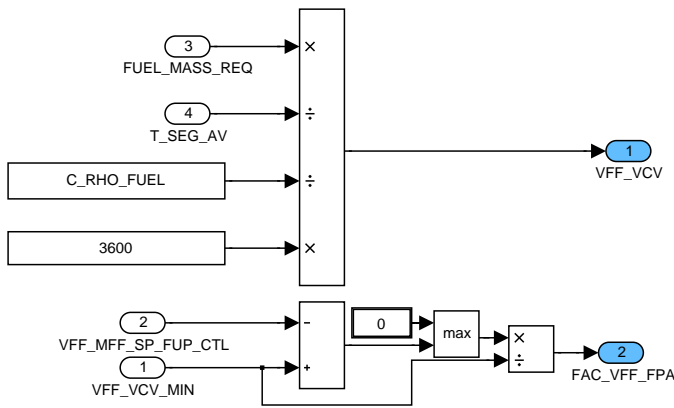 3
×
FUEL_MASS_REQ
4
÷
T_SEG_AV
1
VFF_VCV
C_RHO_FUEL
÷
3600
×
2
−
0
max
×
÷
2
VFF_MFF_SP_FUP_CTL
1
+
VFF_VCV_MIN
FAC_VFF_FPA